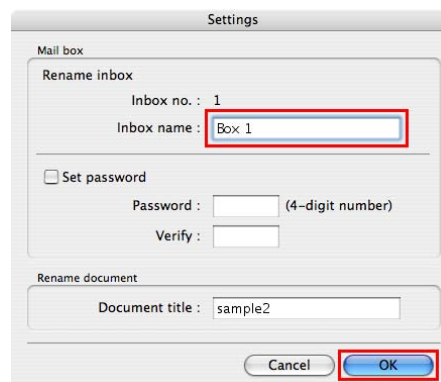 Settings
Mail box
Rename inbox
Inbox no. : 1
Inbox name : Box 1
Set password
Password : (4-digit number)
Verify :
Rename document
Document title : sample2
Cancel OK